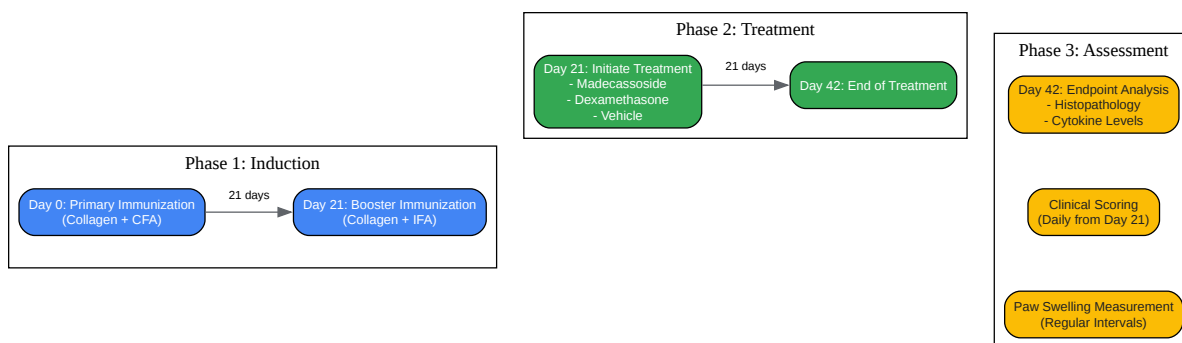 Phase 1: Induction
Day 0: Primary Immunization
(Collagen + CFA)
21 days
Day 21: Booster Immunization
(Collagen + IFA)
Phase 2: Treatment
Day 21: Initiate Treatment
- Madecassoside
- Dexamethasone
- Vehicle
21 days
Day 42: End of Treatment
Phase 3: Assessment
Day 42: Endpoint Analysis
- Histopathology
- Cytokine Levels
Clinical Scoring
(Daily from Day 21)
Paw Swelling Measurement
(Regular Intervals)